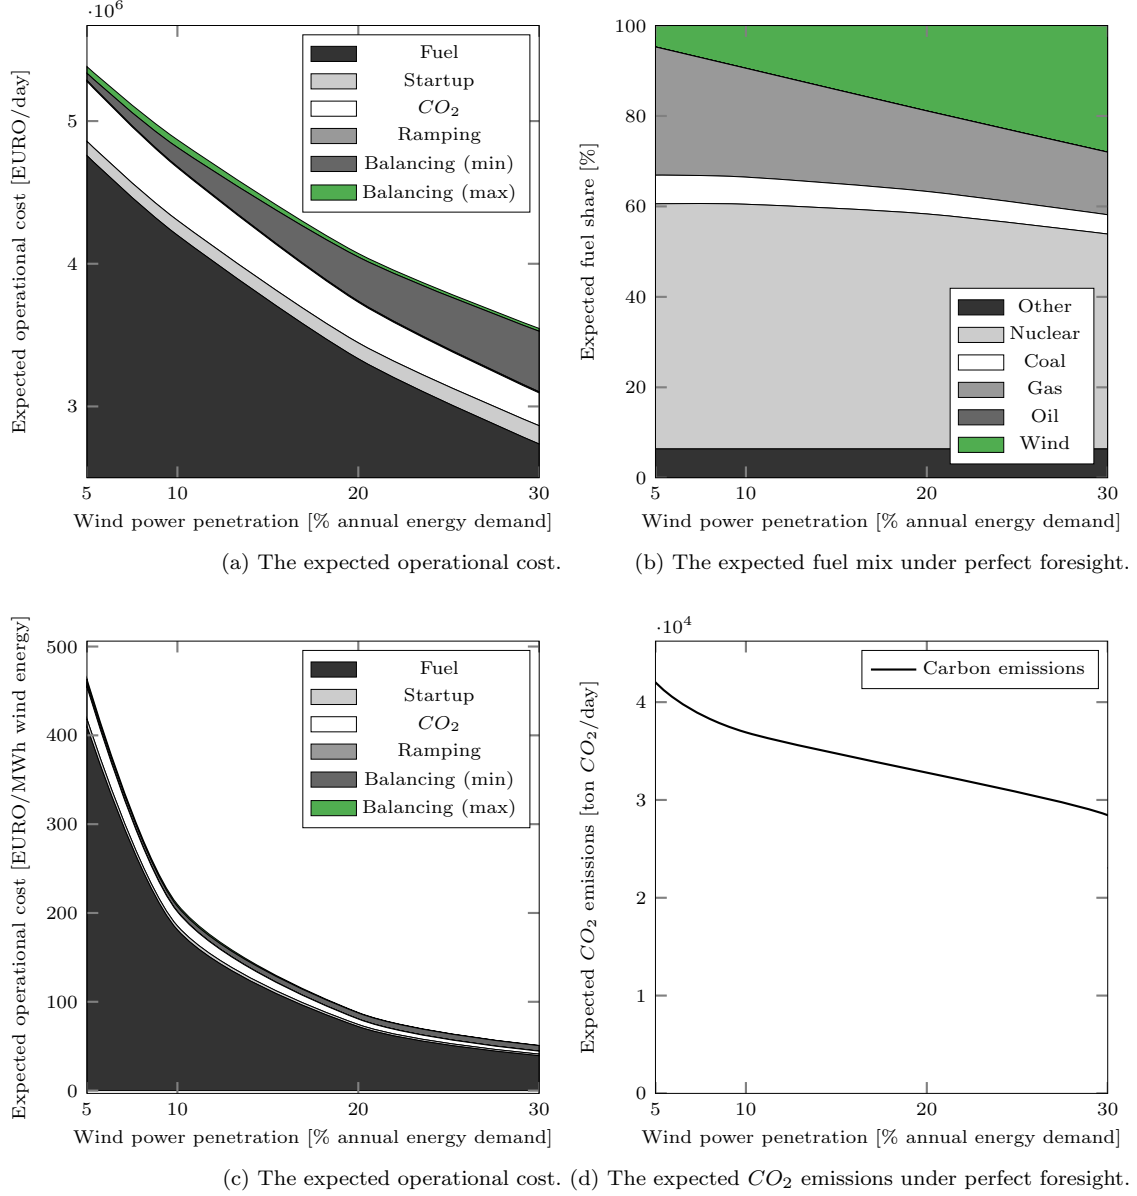 ·10⁶
Expected operational cost [EURO/day]
5
4
3
Fuel
Startup
CO₂
Ramping
Balancing (min)
Balancing (max)
5 10 20 30
Wind power penetration [% annual energy demand]
(a) The expected operational cost.
Expected fuel share [%]
100
80
60
40
20
0
Other
Nuclear
Coal
Gas
Oil
Wind
5 10 20 30
Wind power penetration [% annual energy demand]
(b) The expected fuel mix under perfect foresight.
Expected operational cost [EURO/MWh wind energy]
500
400
300
200
100
0
Fuel
Startup
CO₂
Ramping
Balancing (min)
Balancing (max)
5 10 20 30
Wind power penetration [% annual energy demand]
(c) The expected operational cost.
·10⁴
Expected CO₂ emissions [ton CO₂/day]
4
3
2
1
0
Carbon emissions
5 10 20 30
Wind power penetration [% annual energy demand]
(d) The expected CO₂ emissions under perfect foresight.